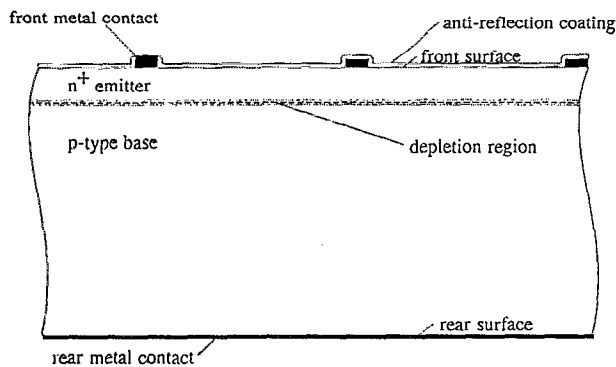 front metal contact
anti-reflection coating
front surface
n+ emitter
p-type base
depletion region
rear surface
rear metal contact